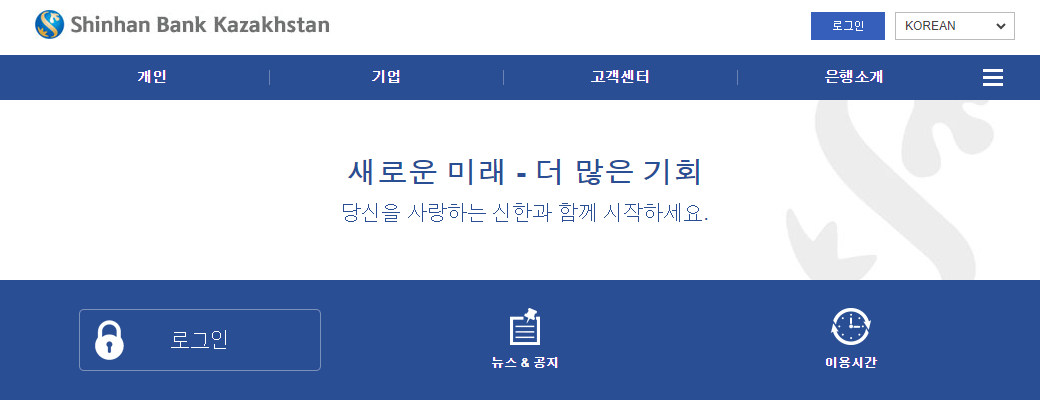 Shinhan Bank Kazakhstan
로그인
KOREAN
개인
기업
고객센터
은행소개
새로운 미래 - 더 많은 기회
당신을 사랑하는 신한과 함께 시작하세요.
로그인
뉴스 & 공지
이용시간